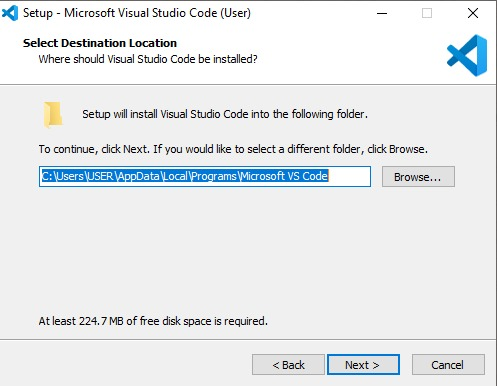 Setup - Microsoft Visual Studio Code (User)
Select Destination Location
Where should Visual Studio Code be installed?
Setup will install Visual Studio Code into the following folder.
To continue, click Next. If you would like to select a different folder, click Browse.
C:\Users\USER\AppData\Local\Programs\Microsoft VS Code
Browse...
At least 224.7 MB of free disk space is required.
< Back
Next >
Cancel